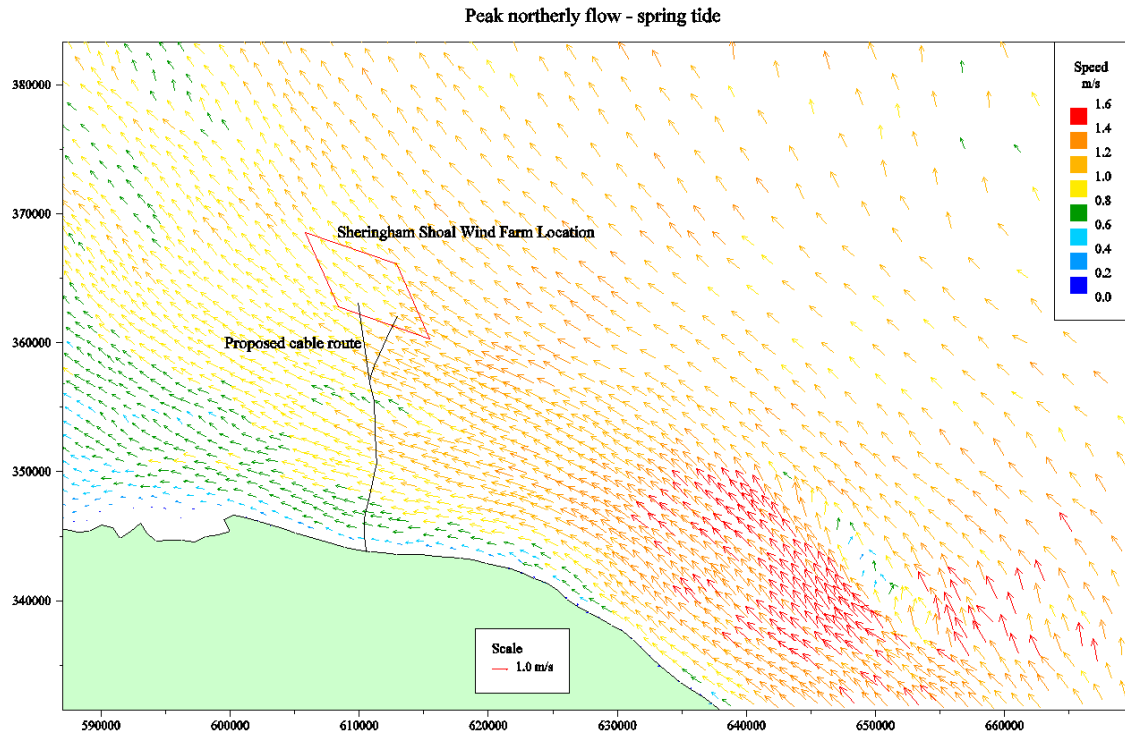 Peak northerly flow - spring tide
380000
370000
360000
350000
340000
Speed
m/s
1.6
1.4
1.2
1.0
0.8
0.6
0.4
0.2
0.0
Sheringham Shoal Wind Farm Location
Proposed cable route
Scale
1.0 m/s
590000 600000 610000 620000 630000 640000 650000 660000